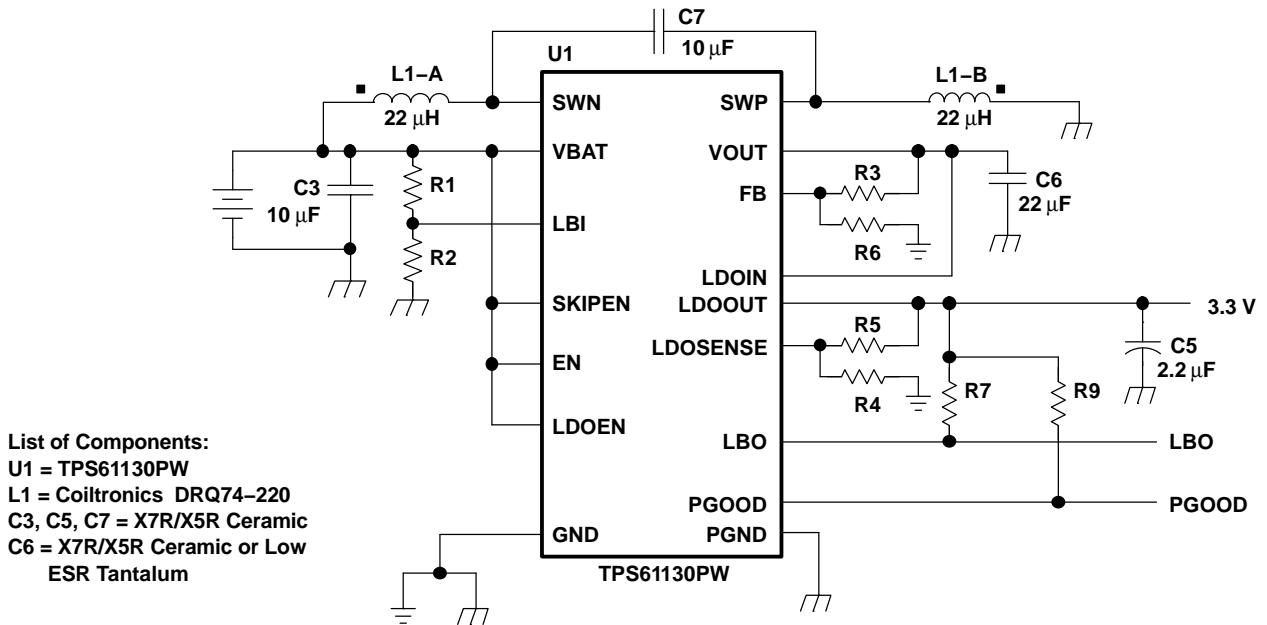 C7
10 μF
U1
L1−A
22 μH
L1−B
22 μH
SWN
SWP
VBAT
VOUT
C3
10 μF
R1
FB
R3
C6
22 μF
LBI
R6
R2
LDOIN
SKIPEN
LDOOUT
3.3 V
R5
LDOSENSE
C5
2.2 μF
EN
R4
R7
R9
LDOEN
LBO
LBO
PGOOD
PGOOD
GND
PGND
TPS61130PW
List of Components:
U1 = TPS61130PW
L1 = Coiltronics DRQ74−220
C3, C5, C7 = X7R/X5R Ceramic
C6 = X7R/X5R Ceramic or Low
ESR Tantalum